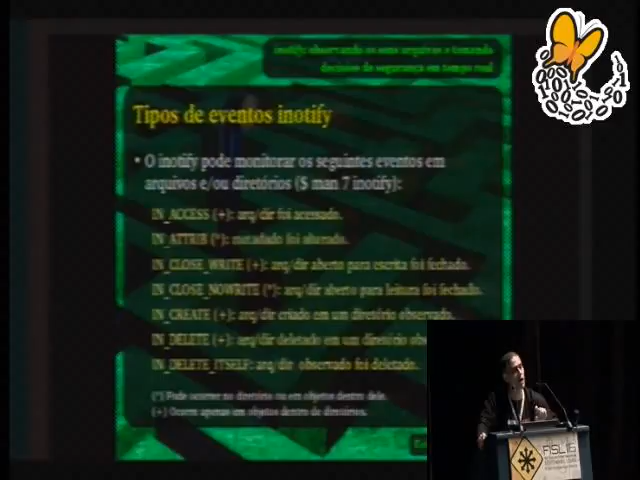 inotify: observando os seus arquivos e tomando
decisões de segurança em tempo real
Tipos de eventos inotify
• O inotify pode monitorar os seguintes eventos em
arquivos e/ou diretórios ($ man 7 inotify):
IN_ACCESS (+): arq/dir foi acessado.
IN_ATTRIB (*): metadado foi alterado.
IN_CLOSE_WRITE (+): arq/dir aberto para escrita foi fechado.
IN_CLOSE_NOWRITE (*): arq/dir aberto para leitura foi fechado.
IN_CREATE (+): arq/dir criado em um diretório observado.
IN_DELETE (+): arq/dir deletado em um diretório
IN_DELETE_ITSELF: arq/dir observado foi deletado.
(*) Pode ocorrer no diretório ou em objetos dentro dele.
(+) Ocorre apenas em objetos dentro de diretórios.
FISL16